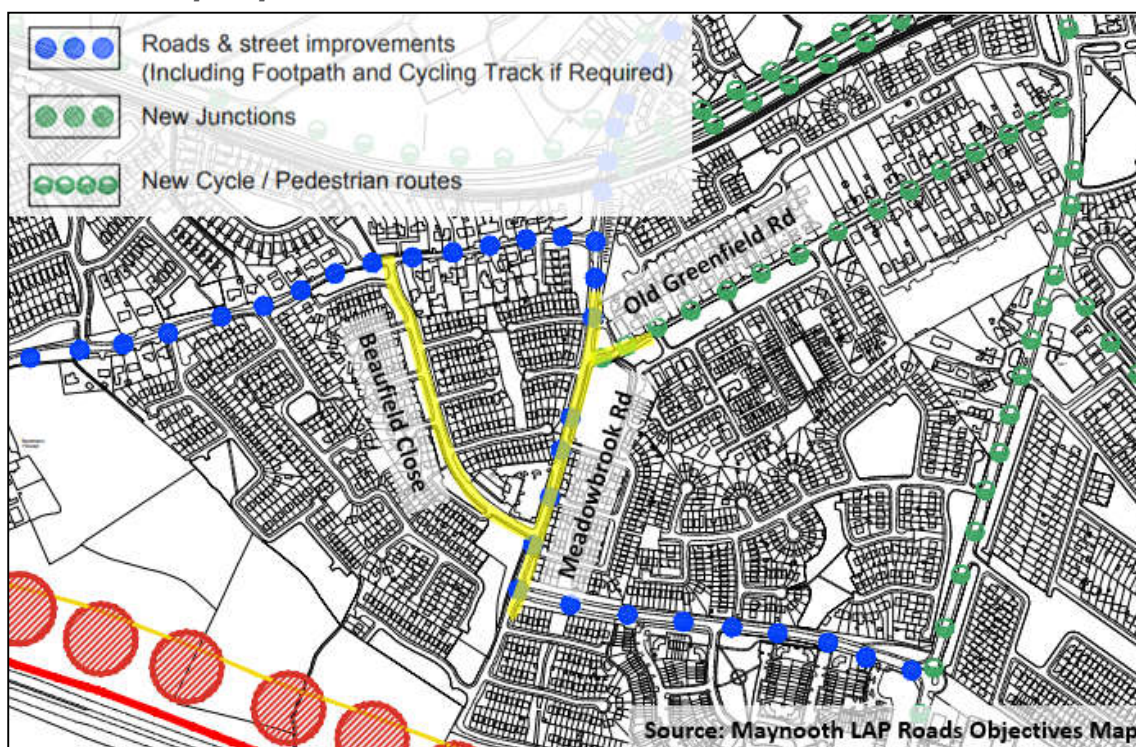 Roads & street improvements
(Including Footpath and Cycling Track if Required)
New Junctions
New Cycle / Pedestrian routes
Old Greenfield Rd
Beaufield Close
Meadowbrook Rd
Source: Maynooth LAP Roads Objectives Map